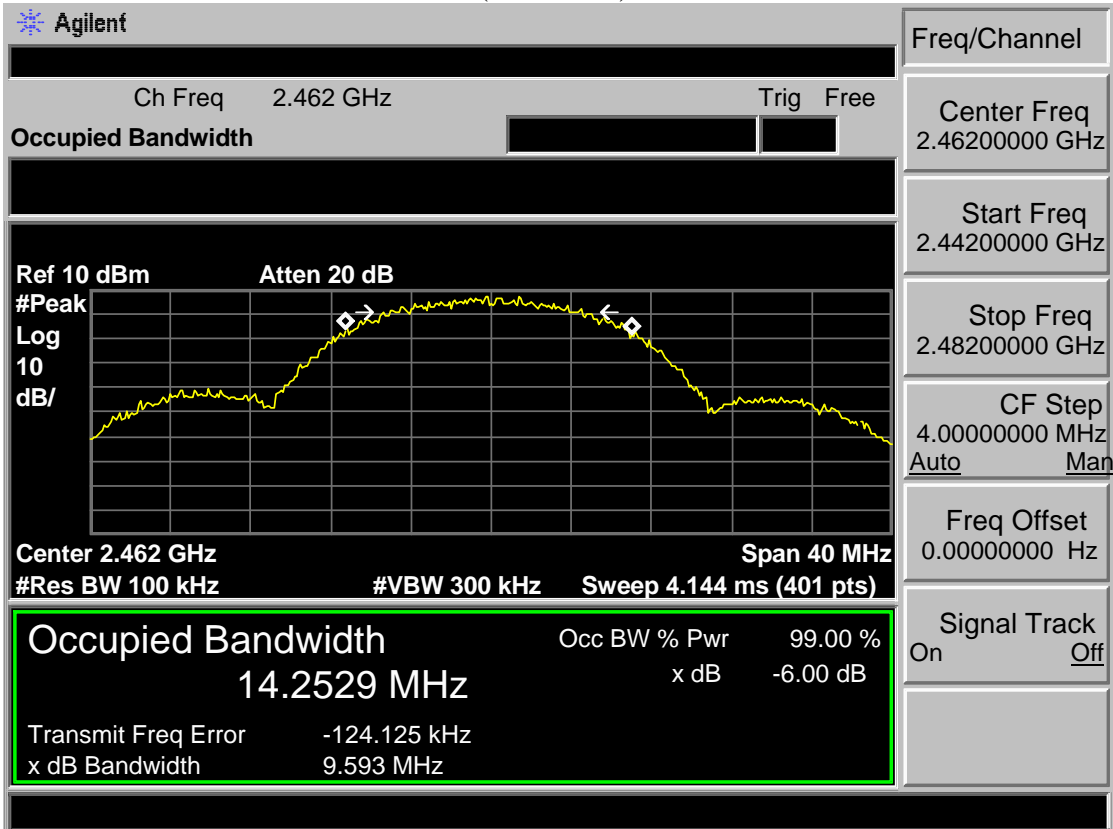 Agilent
Freq/Channel
Ch Freq 2.462 GHz Trig Free
Occupied Bandwidth
Center Freq
2.46200000 GHz
Start Freq
2.44200000 GHz
Stop Freq
2.48200000 GHz
CF Step
4.00000000 MHz
Auto Man
Freq Offset
0.00000000 Hz
Signal Track
On Off
Ref 10 dBm Atten 20 dB
#Peak
Log
10
dB/
Center 2.462 GHz Span 40 MHz
#Res BW 100 kHz #VBW 300 kHz Sweep 4.144 ms (401 pts)
Occupied Bandwidth
14.2529 MHz
Occ BW % Pwr 99.00 %
x dB -6.00 dB
Transmit Freq Error -124.125 kHz
x dB Bandwidth 9.593 MHz